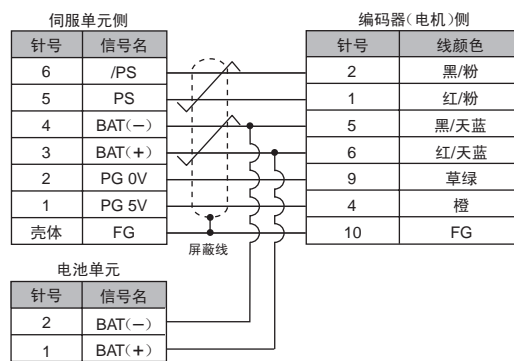 伺服单元侧 编码器(电机)侧
针号 信号名 针号 线颜色
6 /PS 2 黑/粉
5 PS 1 红/粉
4 BAT(－) 5 黑/天蓝
3 BAT(＋) 6 红/天蓝
2 PG 0V 9 草绿
1 PG 5V 4 橙
壳体 FG 10 FG
屏蔽线
电池单元
针号 信号名
2 BAT(－)
1 BAT(＋)